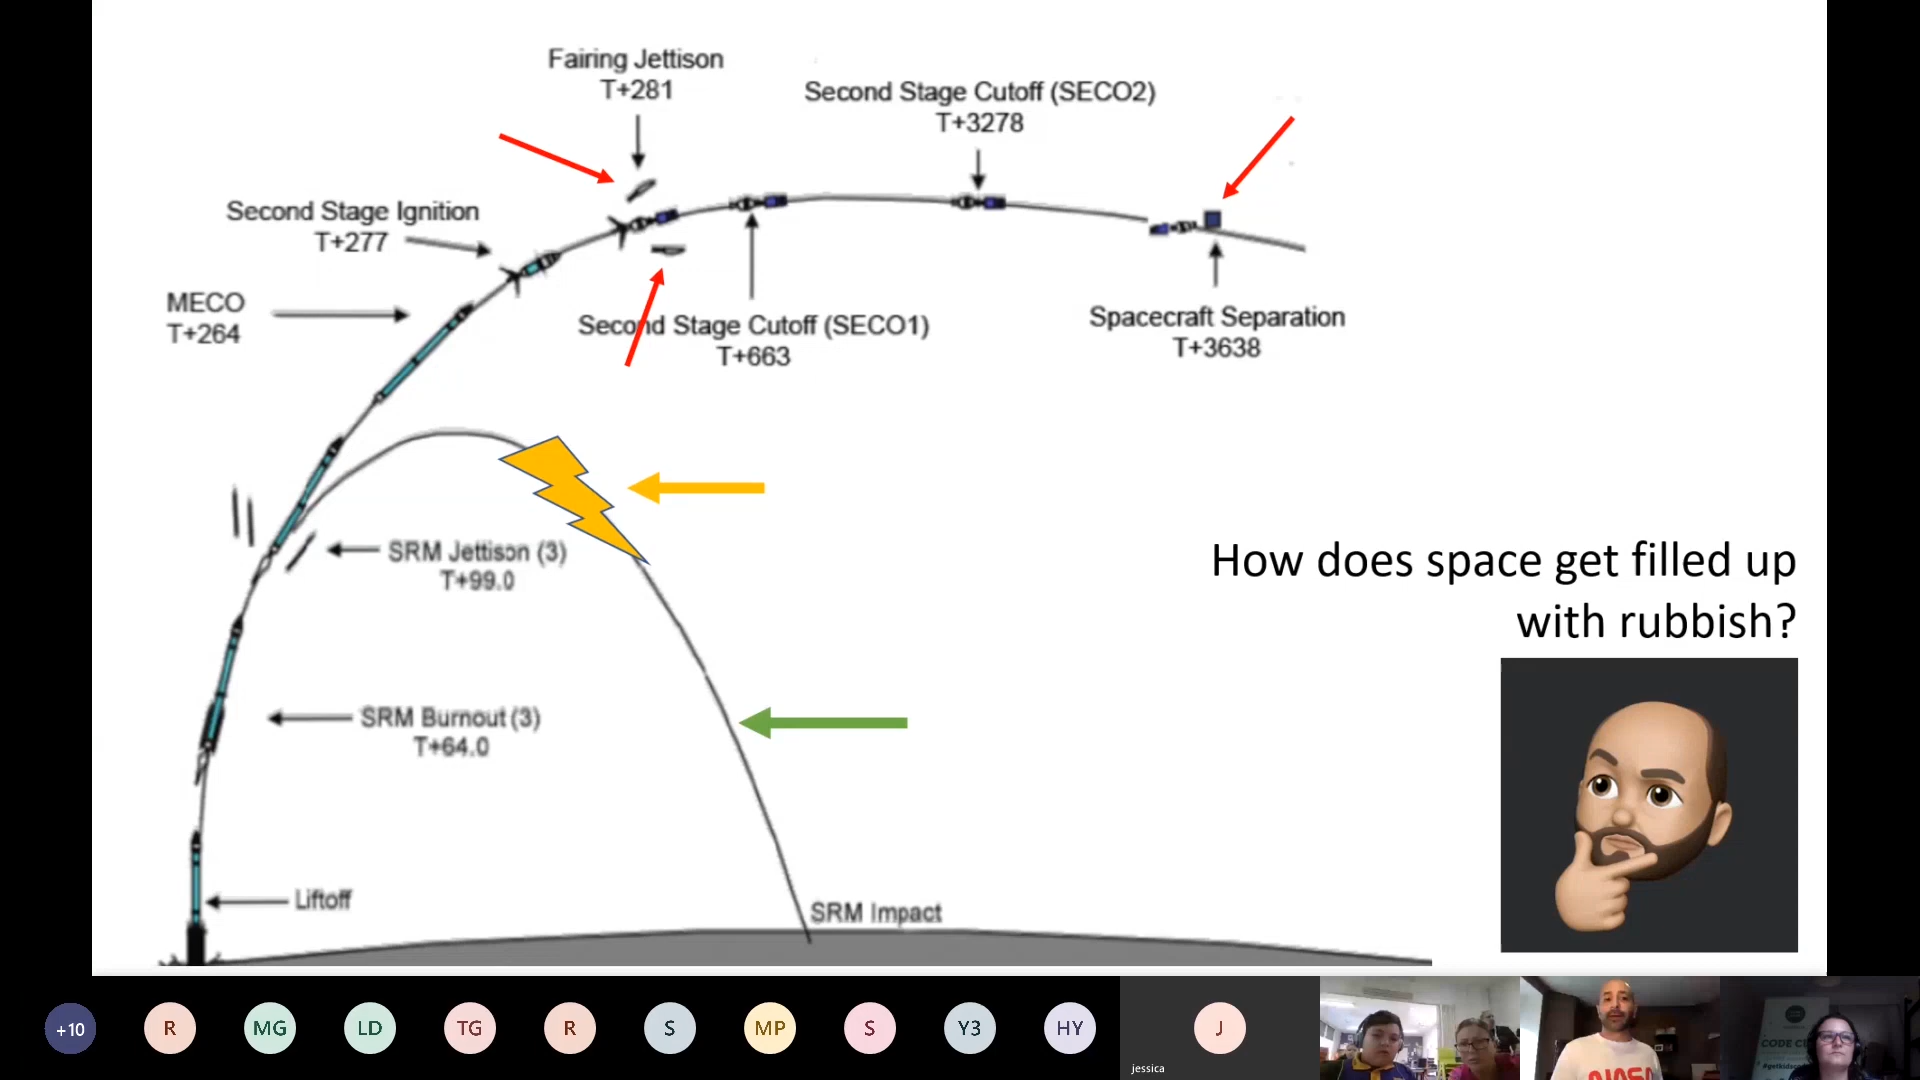 Fairing Jettison
T+281
Second Stage Cutoff (SECO2)
T+3278
Second Stage Ignition
T+277
MECO
T+264
Second Stage Cutoff (SECO1)
T+663
Spacecraft Separation
T+3638
SRM Jettison (3)
T+99.0
How does space get filled up
with rubbish?
SRM Burnout (3)
T+64.0
Liftoff
SRM Impact
+10
R
MG
LD
TG
R
S
MP
S
Y3
HY
J
jessica
NASA